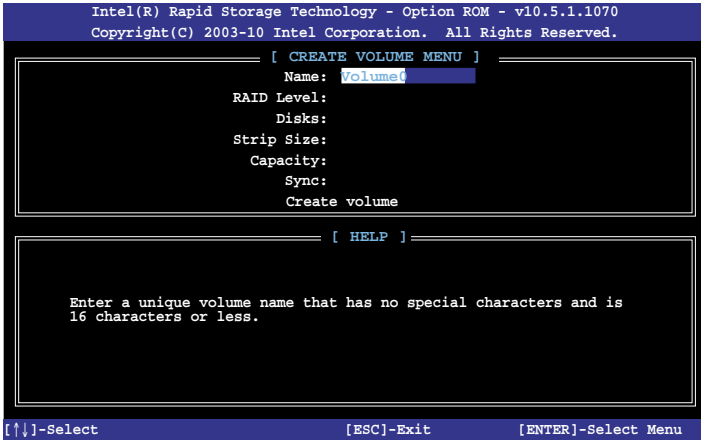 Intel(R) Rapid Storage Technology - Option ROM - v10.5.1.1070
Copyright(C) 2003-10 Intel Corporation. All Rights Reserved.
[ CREATE VOLUME MENU ]
Name: Volume0
RAID Level:
Disks:
Strip Size:
Capacity:
Sync:
Create volume
[ HELP ]
Enter a unique volume name that has no special characters and is
16 characters or less.
[↑↓]-Select [ESC]-Exit [ENTER]-Select Menu